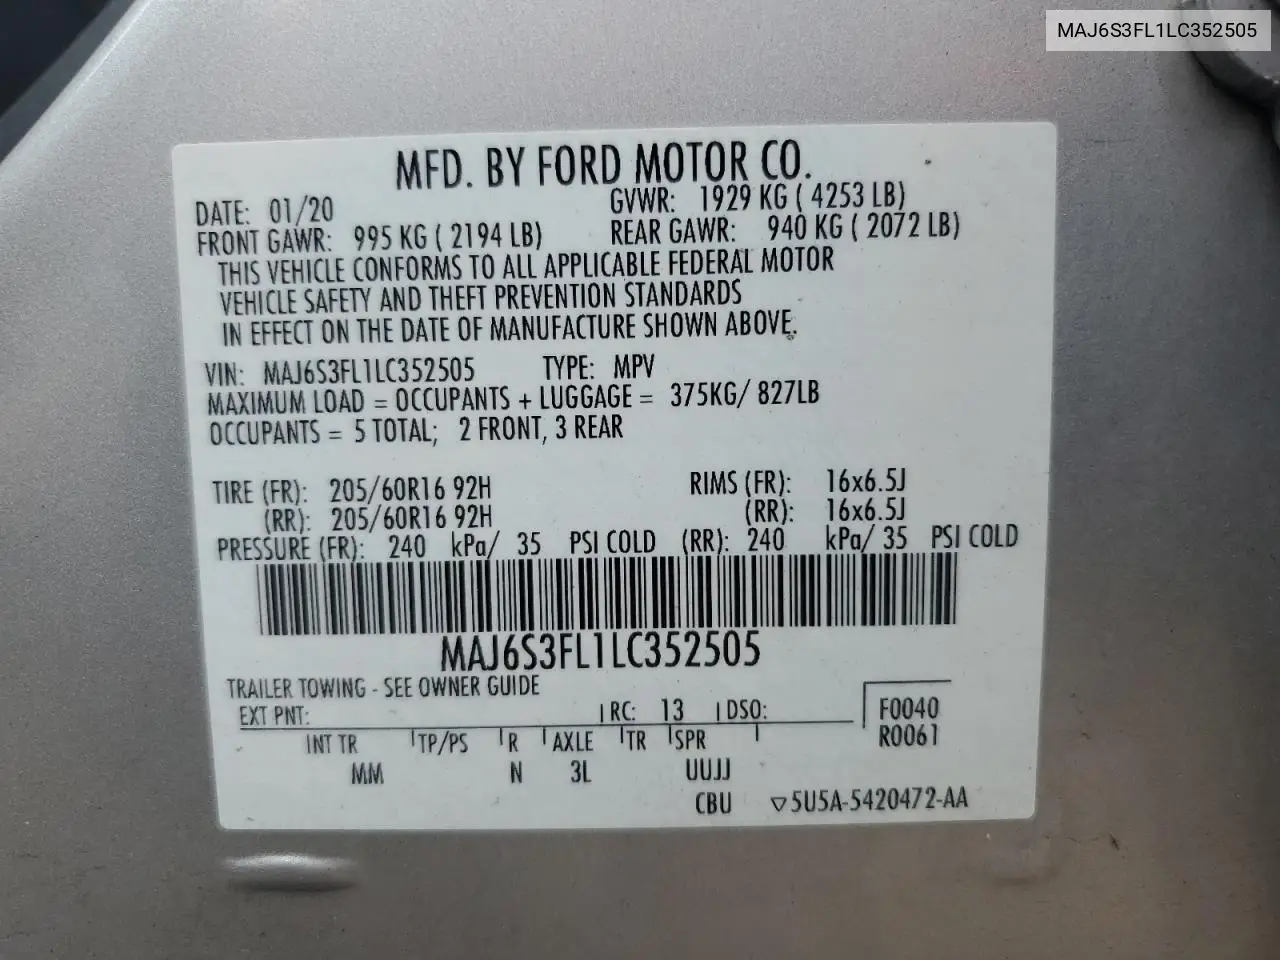 MAJ6S3FL1LC352505
MFD. BY FORD MOTOR CO.
DATE: 01/20 GVWR: 1929 KG ( 4253 LB)
FRONT GAWR: 995 KG ( 2194 LB) REAR GAWR: 940 KG ( 2072 LB)
THIS VEHICLE CONFORMS TO ALL APPLICABLE FEDERAL MOTOR
VEHICLE SAFETY AND THEFT PREVENTION STANDARDS
IN EFFECT ON THE DATE OF MANUFACTURE SHOWN ABOVE.
VIN: MAJ6S3FL1LC352505 TYPE: MPV
MAXIMUM LOAD = OCCUPANTS + LUGGAGE = 375KG/ 827LB
OCCUPANTS = 5 TOTAL; 2 FRONT, 3 REAR
TIRE (FR): 205/60R16 92H RIMS (FR): 16x6.5J
(RR): 205/60R16 92H (RR): 16x6.5J
PRESSURE (FR): 240 kPa/ 35 PSI COLD (RR): 240 kPa/ 35 PSI COLD
MAJ6S3FL1LC352505
TRAILER TOWING - SEE OWNER GUIDE
EXT PNT: RC: 13 DSO: F0040
INT TR TP/PS R AXLE TR SPR R0061
MM N 3L UUJJ
CBU ▽5U5A-5420472-AA